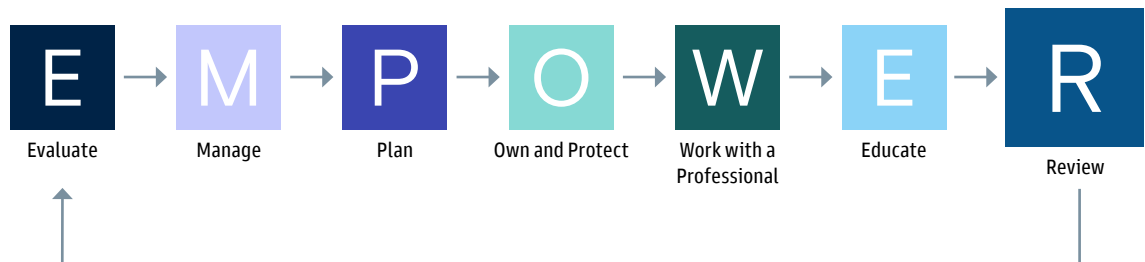 E M P O W E R
Evaluate
Manage
Plan
Own and Protect
Work with a
Professional
Educate
Review